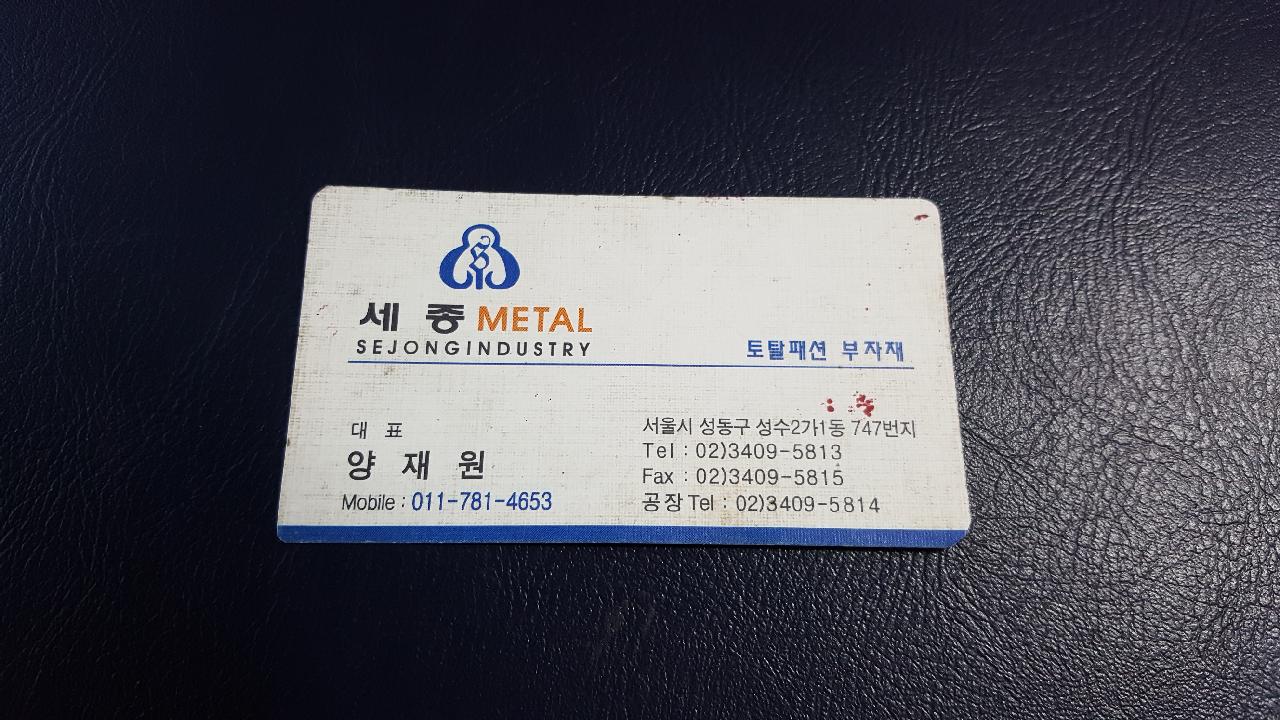 세 종 METAL
SEJONGINDUSTRY
토탈패션 부자재
대 표
양 재 원
Mobile : 011-781-4653
서울시 성동구 성수2가1동 747번지
Tel : 02)3409-5813
Fax : 02)3409-5815
공장 Tel : 02)3409-5814